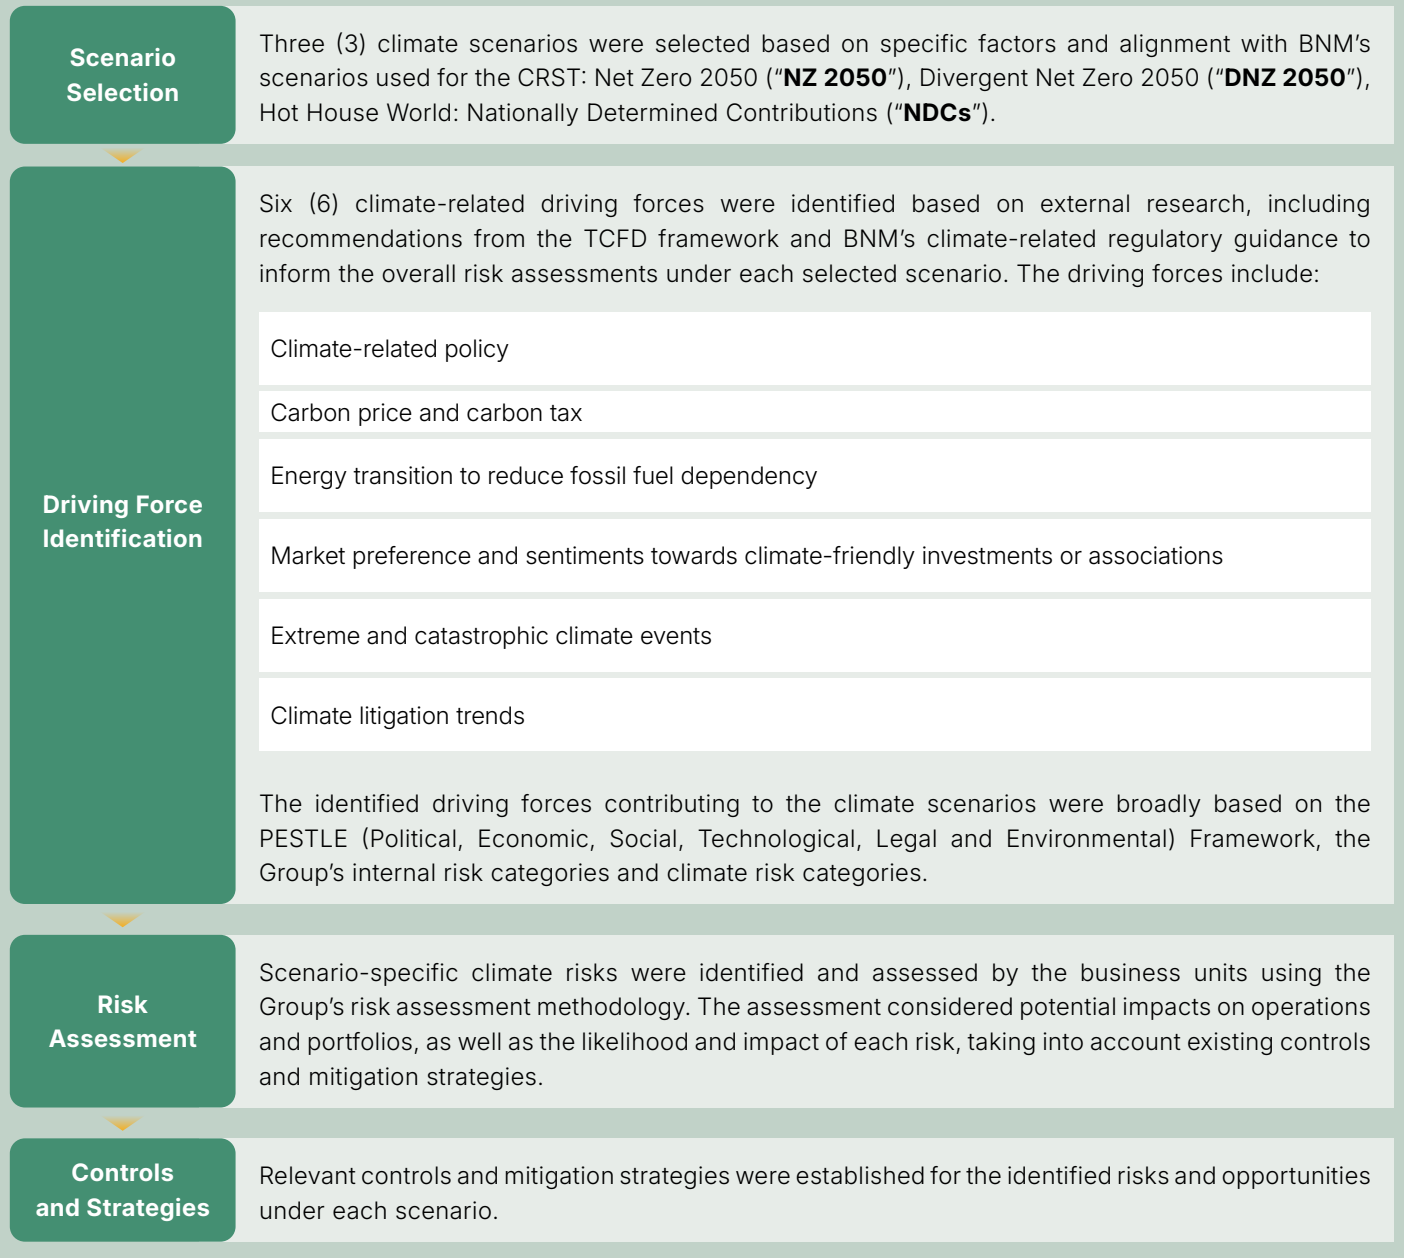 Scenario
Selection
Three (3) climate scenarios were selected based on specific factors and alignment with BNM’s
scenarios used for the CRST: Net Zero 2050 (“NZ 2050”), Divergent Net Zero 2050 (“DNZ 2050”),
Hot House World: Nationally Determined Contributions (“NDCs”).
Driving Force
Identification
Six (6) climate-related driving forces were identified based on external research, including
recommendations from the TCFD framework and BNM’s climate-related regulatory guidance to
inform the overall risk assessments under each selected scenario. The driving forces include:
Climate-related policy
Carbon price and carbon tax
Energy transition to reduce fossil fuel dependency
Market preference and sentiments towards climate-friendly investments or associations
Extreme and catastrophic climate events
Climate litigation trends
The identified driving forces contributing to the climate scenarios were broadly based on the
PESTLE (Political, Economic, Social, Technological, Legal and Environmental) Framework, the
Group’s internal risk categories and climate risk categories.
Risk
Assessment
Scenario-specific climate risks were identified and assessed by the business units using the
Group’s risk assessment methodology. The assessment considered potential impacts on operations
and portfolios, as well as the likelihood and impact of each risk, taking into account existing controls
and mitigation strategies.
Controls
and Strategies
Relevant controls and mitigation strategies were established for the identified risks and opportunities
under each scenario.